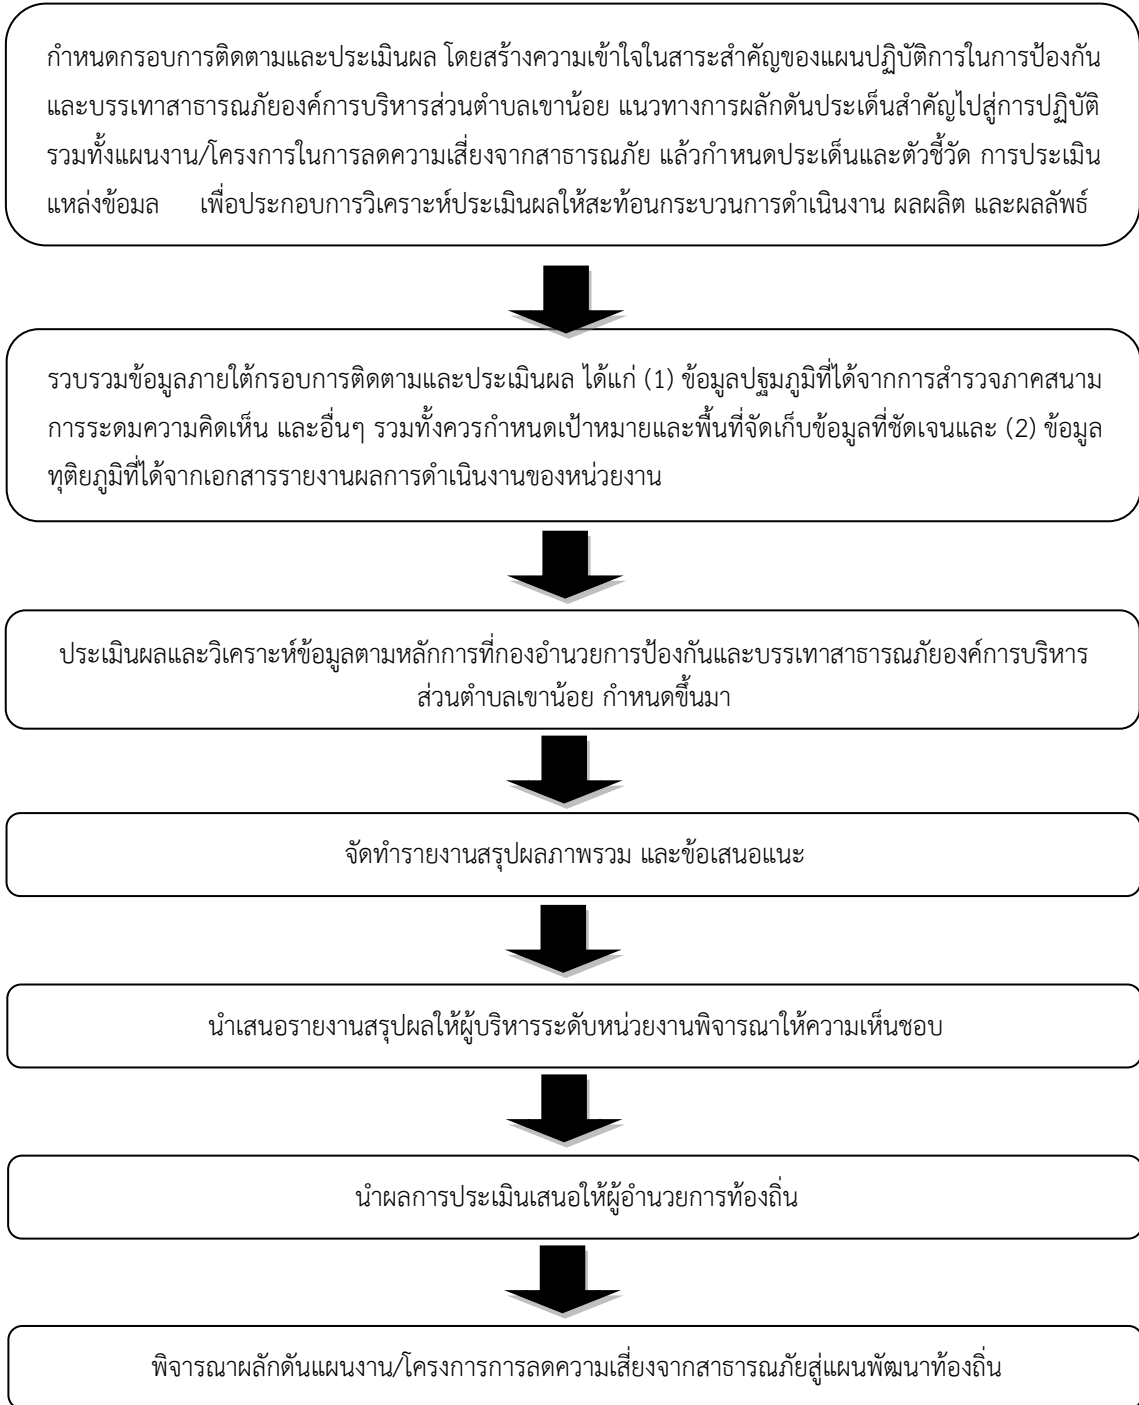 กำหนดกรอบการติดตามและประเมินผล โดยสร้างความเข้าใจในสาระสำคัญของแผนปฏิบัติการในการป้องกัน
และบรรเทาสาธารณภัยองค์การบริหารส่วนตำบลเขาน้อย แนวทางการผลักดันประเด็นสำคัญไปสู่การปฏิบัติ
รวมทั้งแผนงาน/โครงการในการลดความเสี่ยงจากสาธารณภัย แล้วกำหนดประเด็นและตัวชี้วัด การประเมิน
แหล่งข้อมล เพื่อประกอบการวิเคราะห์ประเมินผลให้สะท้อนกระบวนการดำเนินงาน ผลผลิต และผลลัพธ์
รวบรวมข้อมูลภายใต้กรอบการติดตามและประเมินผล ได้แก่ (1) ข้อมูลปฐมภูมิที่ได้จากการสำรวจภาคสนาม
การระดมความคิดเห็น และอื่นๆ รวมทั้งควรกำหนดเป้าหมายและพื้นที่จัดเก็บข้อมูลที่ชัดเจนและ (2) ข้อมูล
ทุติยภูมิที่ได้จากเอกสารรายงานผลการดำเนินงานของหน่วยงาน
ประเมินผลและวิเคราะห์ข้อมูลตามหลักการที่กองอำนวยการป้องกันและบรรเทาสาธารณภัยองค์การบริหาร
ส่วนตำบลเขาน้อย กำหนดขึ้นมา
จัดทำรายงานสรุปผลภาพรวม และข้อเสนอแนะ
นำเสนอรายงานสรุปผลให้ผู้บริหารระดับหน่วยงานพิจารณาให้ความเห็นชอบ
นำผลการประเมินเสนอให้ผู้อำนวยการท้องถิ่น
พิจารณาผลักดันแผนงาน/โครงการการลดความเสี่ยงจากสาธารณภัยสู่แผนพัฒนาท้องถิ่น